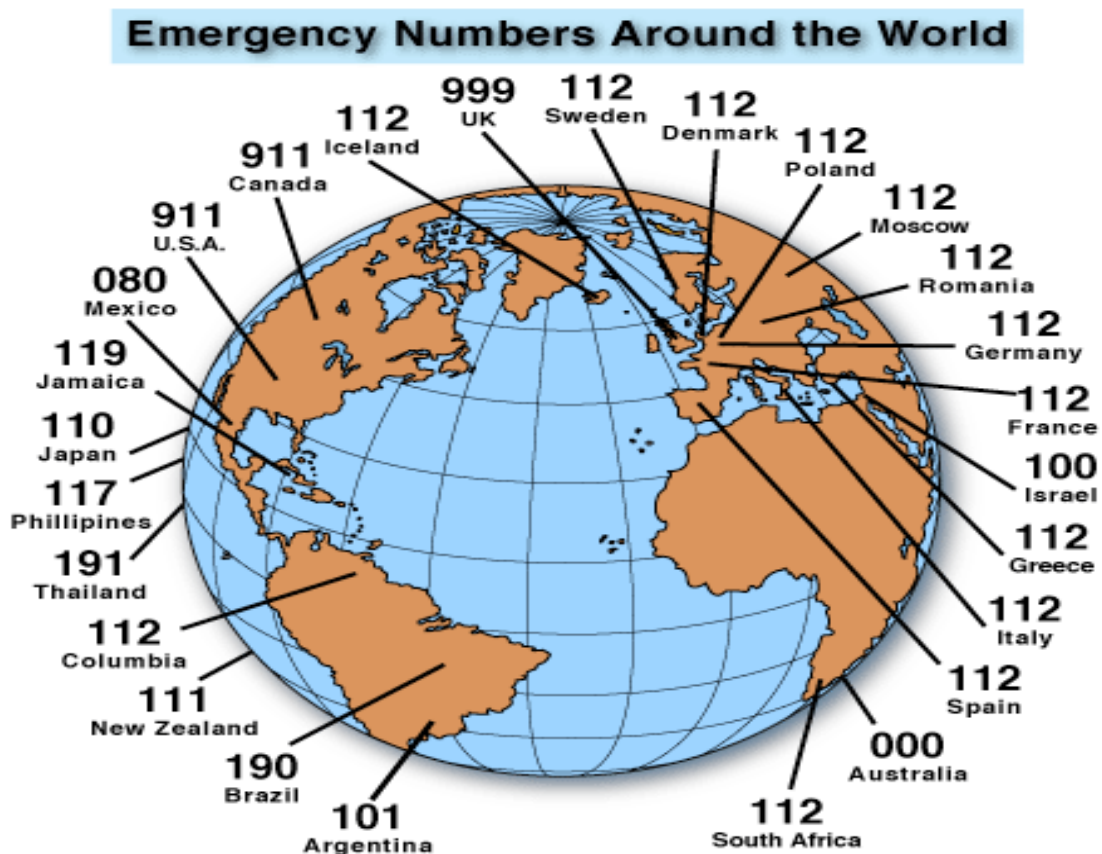 Emergency Numbers Around the World
999
UK
112
Sweden
112
Denmark
112
Iceland
112
Poland
911
Canada
112
Moscow
911
U.S.A.
112
Romania
080
Mexico
112
Germany
119
Jamaica
112
France
110
Japan
100
Israel
117
Phillipines
112
Greece
191
Thailand
112
Italy
112
Columbia
112
Spain
111
New Zealand
000
Australia
190
Brazil
112
South Africa
101
Argentina